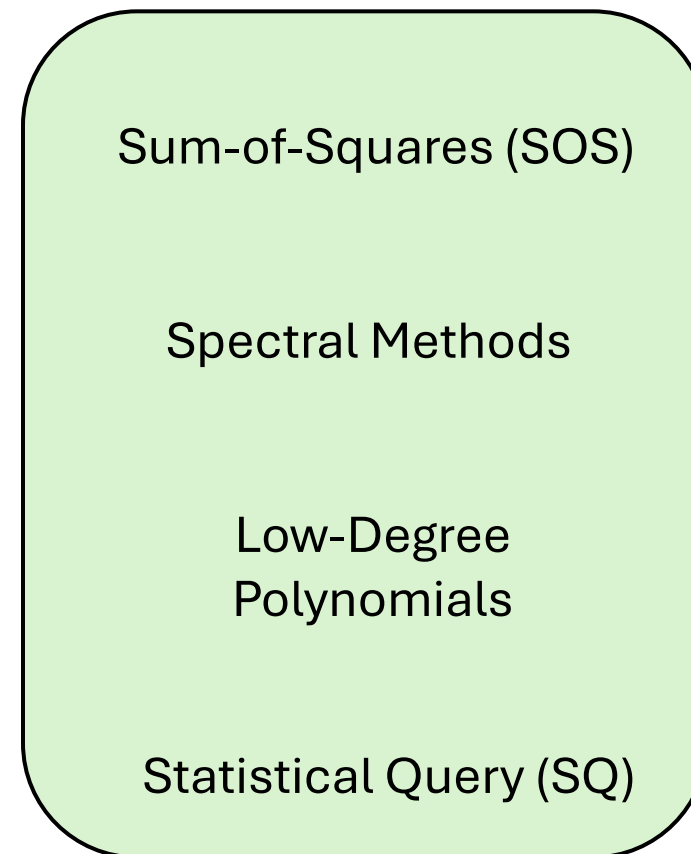 Sum-of-Squares (SOS)
Spectral Methods
Low-Degree
Polynomials
Statistical Query (SQ)